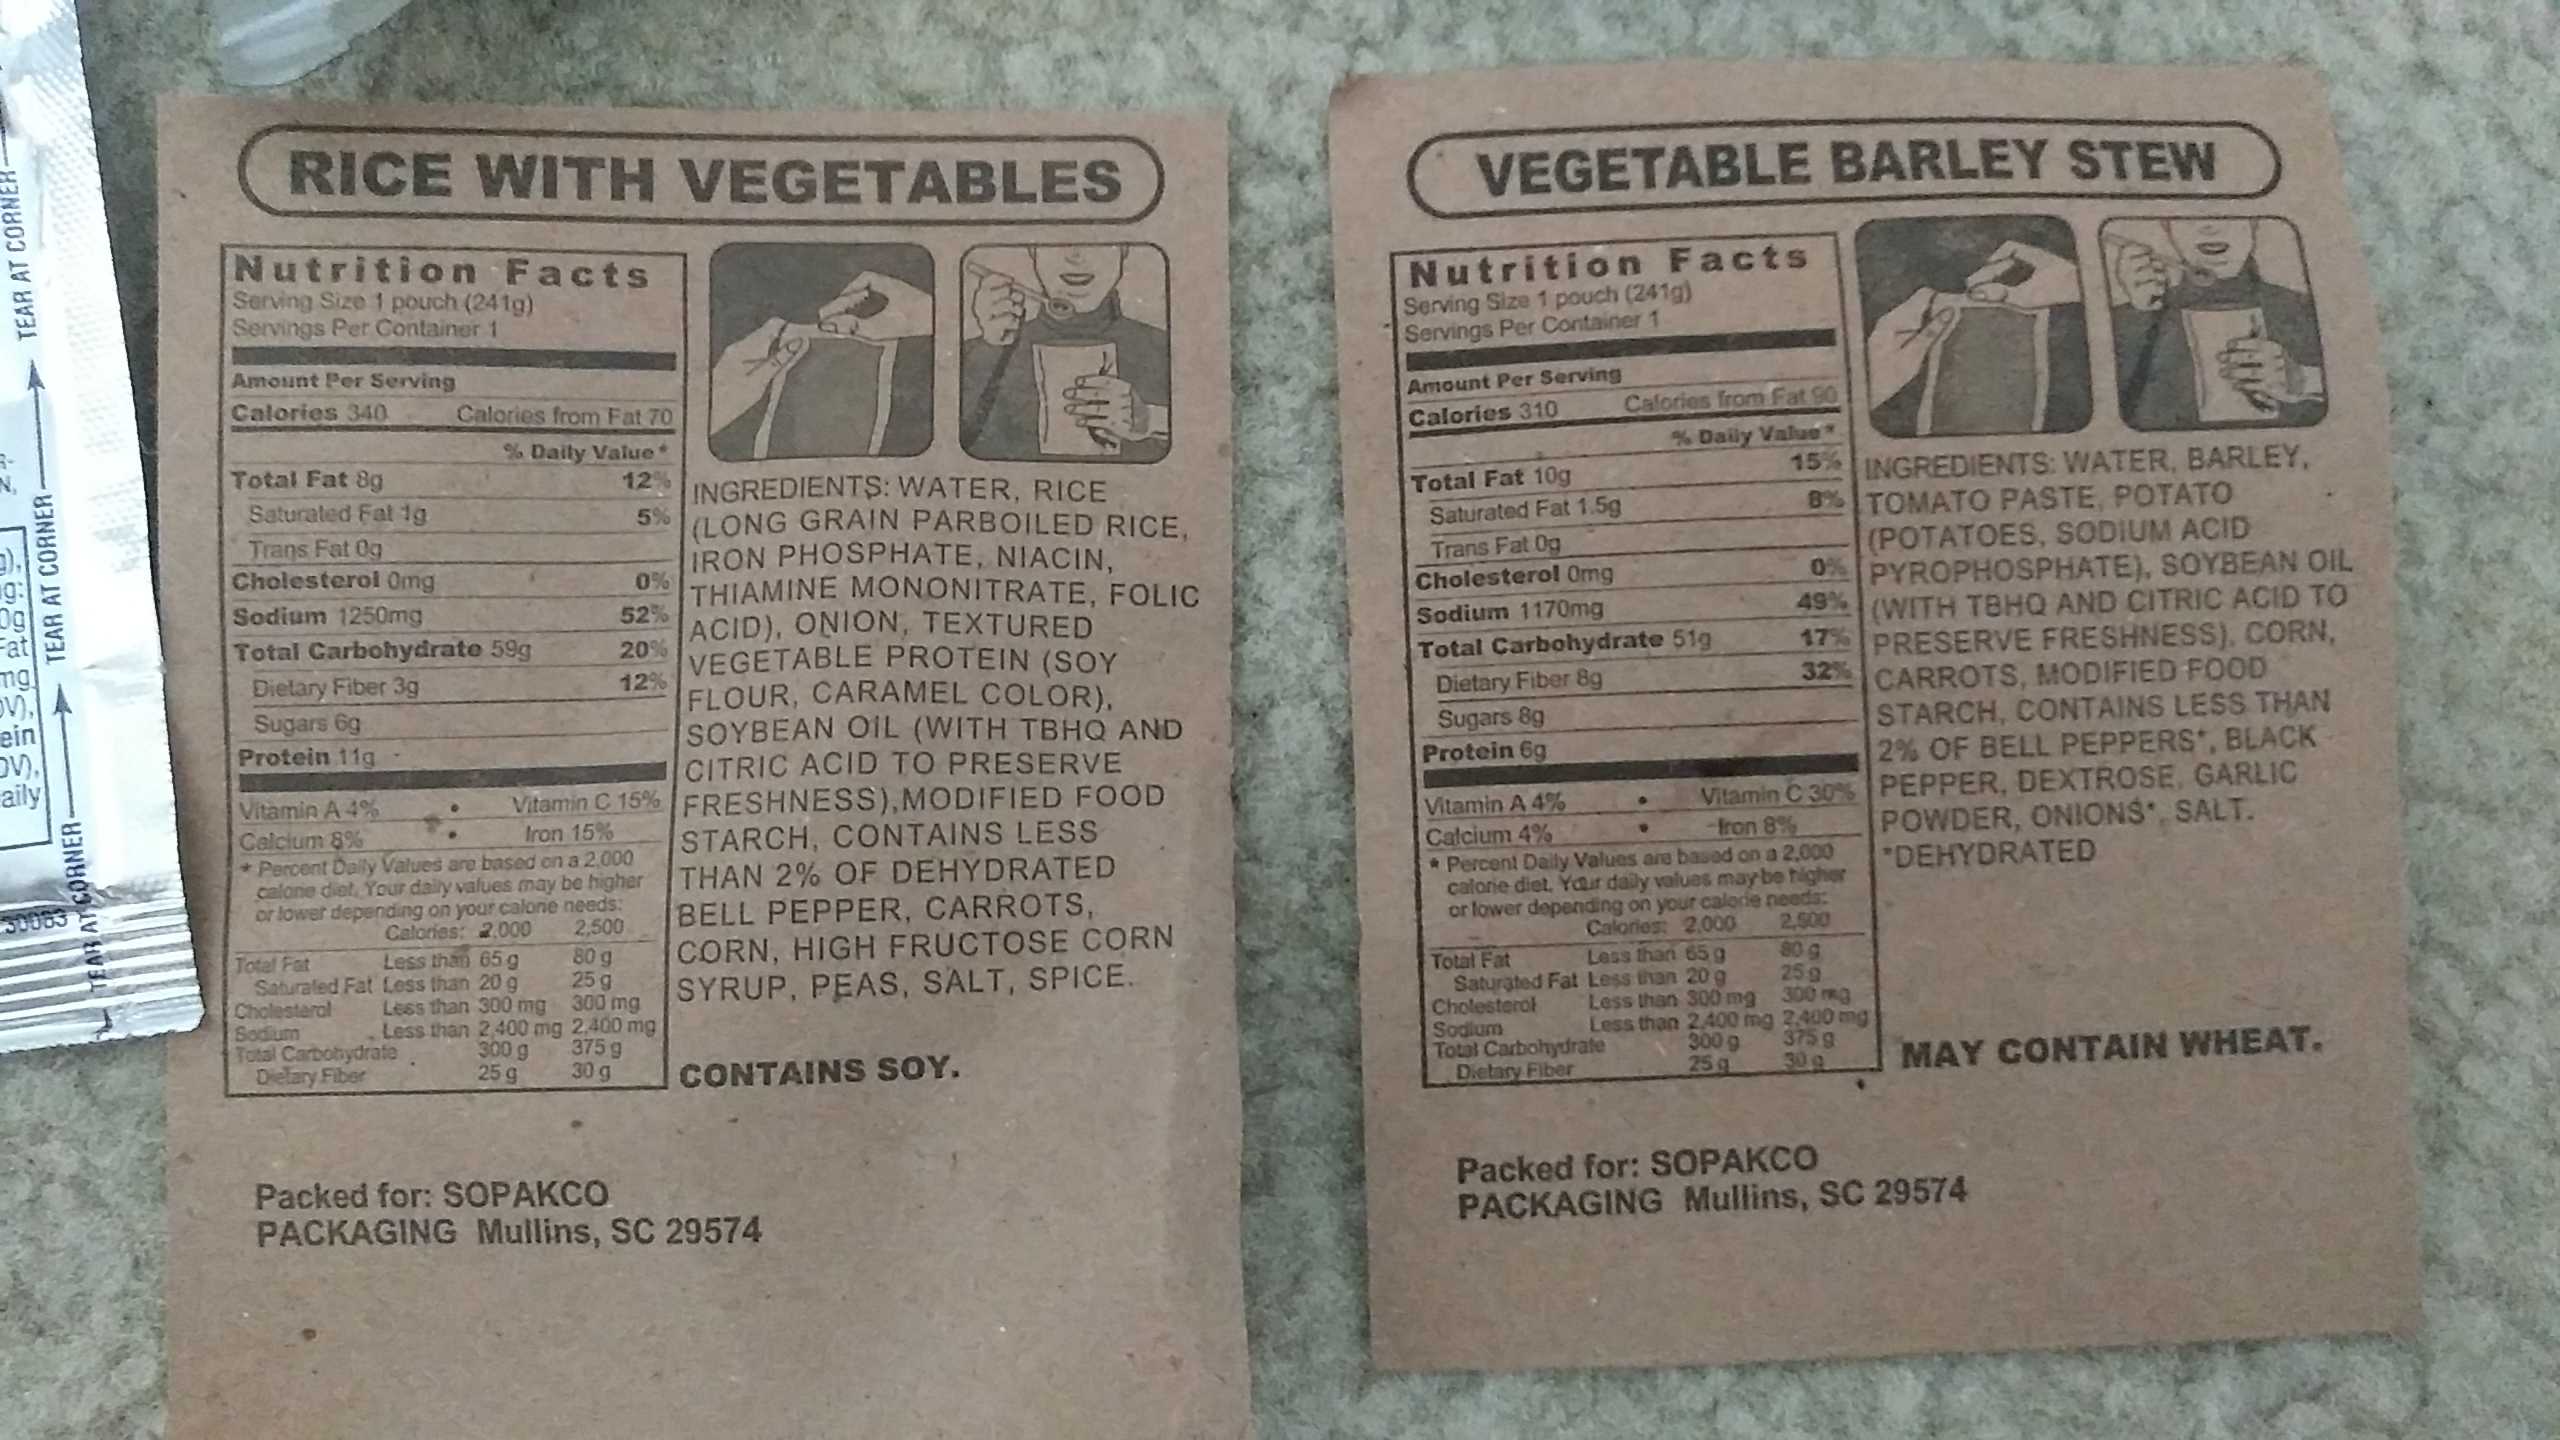 TEAR AT CORNER
TEAR AT CORNER
TEAR AT CORNER
30083
RICE WITH VEGETABLES
Nutrition Facts
Serving Size 1 pouch (241g)
Servings Per Container 1
Amount Per Serving
Calories 340 Calories from Fat 70
% Daily Value*
Total Fat 8g 12%
Saturated Fat 1g 5%
Trans Fat 0g
Cholesterol 0mg 0%
Sodium 1250mg 52%
Total Carbohydrate 59g 20%
Dietary Fiber 3g 12%
Sugars 6g
Protein 11g
Vitamin A 4% • Vitamin C 15%
Calcium 8% • Iron 15%
* Percent Daily Values are based on a 2,000
calorie diet. Your daily values may be higher
or lower depending on your calorie needs:
Calories: 2,000 2,500
Total Fat Less than 65 g 80 g
Saturated Fat Less than 20 g 25 g
Cholesterol Less than 300 mg 300 mg
Sodium Less than 2,400 mg 2,400 mg
Total Carbohydrate 300 g 375 g
Dietary Fiber 25 g 30 g
INGREDIENTS: WATER, RICE
(LONG GRAIN PARBOILED RICE,
IRON PHOSPHATE, NIACIN,
THIAMINE MONONITRATE, FOLIC
ACID), ONION, TEXTURED
VEGETABLE PROTEIN (SOY
FLOUR, CARAMEL COLOR),
SOYBEAN OIL (WITH TBHQ AND
CITRIC ACID TO PRESERVE
FRESHNESS),MODIFIED FOOD
STARCH, CONTAINS LESS
THAN 2% OF DEHYDRATED
BELL PEPPER, CARROTS,
CORN, HIGH FRUCTOSE CORN
SYRUP, PEAS, SALT, SPICE.
CONTAINS SOY.
Packed for: SOPAKCO
PACKAGING Mullins, SC 29574
VEGETABLE BARLEY STEW
Nutrition Facts
Serving Size 1 pouch (241g)
Servings Per Container 1
Amount Per Serving
Calories 310 Calories from Fat 90
% Daily Value*
Total Fat 10g 15%
Saturated Fat 1.5g 8%
Trans Fat 0g
Cholesterol 0mg 0%
Sodium 1170mg 49%
Total Carbohydrate 51g 17%
Dietary Fiber 8g 32%
Sugars 8g
Protein 6g
Vitamin A 4% • Vitamin C 30%
Calcium 4% • Iron 8%
* Percent Daily Values are based on a 2,000
calorie diet. Your daily values may be higher
or lower depending on your calorie needs:
Calories: 2,000 2,500
Total Fat Less than 65 g 80 g
Saturated Fat Less than 20 g 25 g
Cholesterol Less than 300 mg 300 mg
Sodium Less than 2,400 mg 2,400 mg
Total Carbohydrate 300 g 375 g
Dietary Fiber 25 g 30 g
INGREDIENTS: WATER, BARLEY,
TOMATO PASTE, POTATO
(POTATOES, SODIUM ACID
PYROPHOSPHATE), SOYBEAN OIL
(WITH TBHQ AND CITRIC ACID TO
PRESERVE FRESHNESS), CORN,
CARROTS, MODIFIED FOOD
STARCH, CONTAINS LESS THAN
2% OF BELL PEPPERS*, BLACK
PEPPER, DEXTROSE, GARLIC
POWDER, ONIONS*, SALT.
*DEHYDRATED
MAY CONTAIN WHEAT.
Packed for: SOPAKCO
PACKAGING Mullins, SC 29574